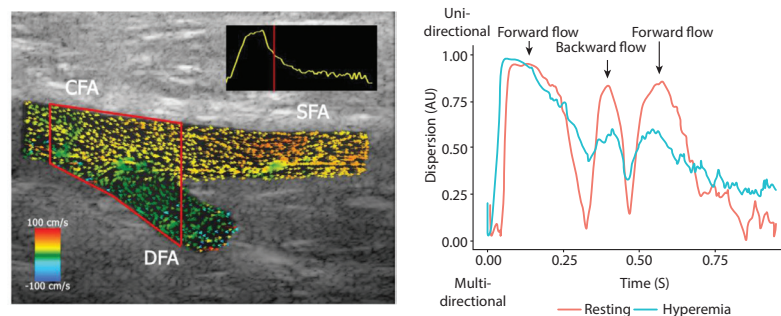 CFA
SFA
DFA
100 cm/s
-100 cm/s
Uni-
directional
Forward flow
Backward flow
Forward flow
Dispersion (AU)
1.00
0.75
0.50
0.25
0.00
0.00
0.25
0.50
0.75
Time (S)
Multi-
directional
Resting
Hyperemia